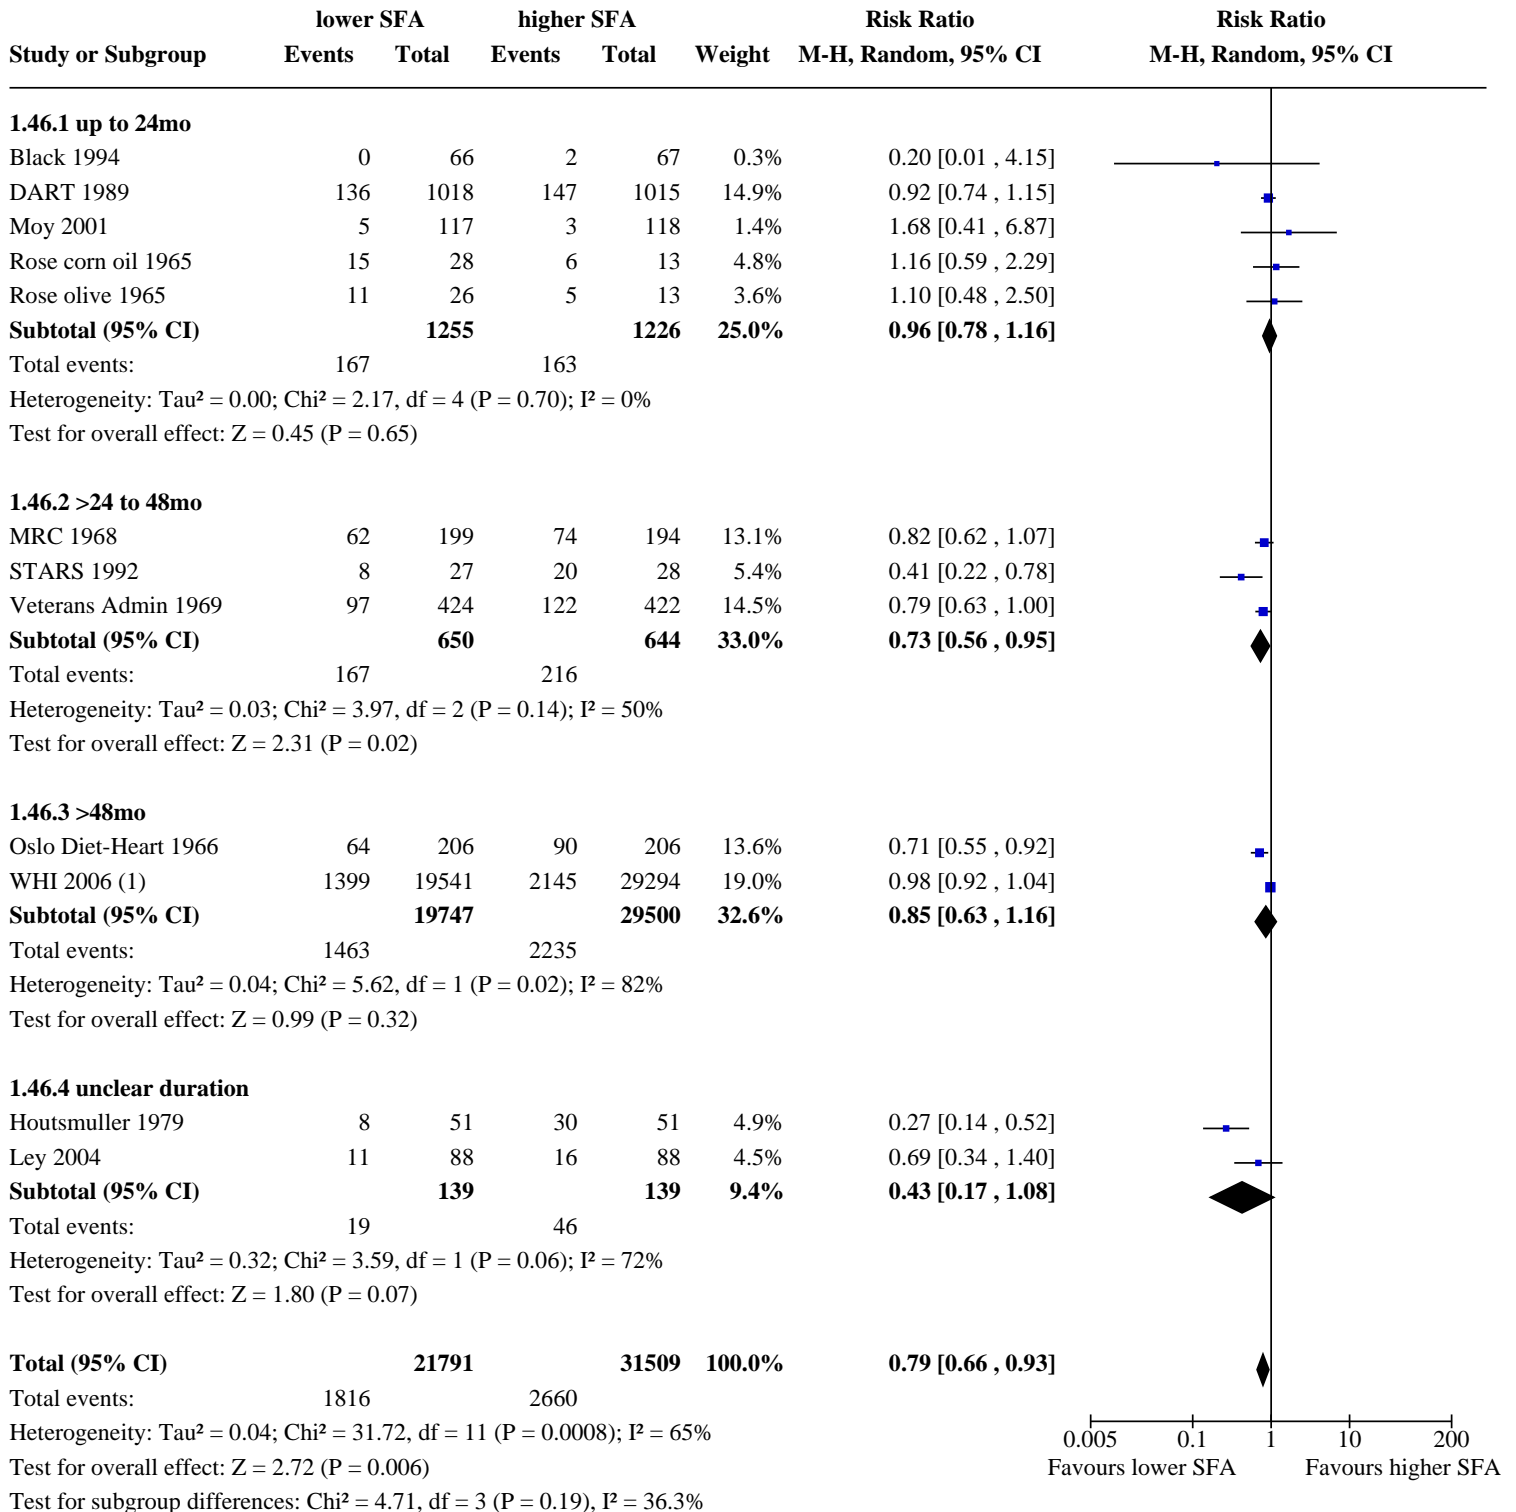 lower SFA higher SFA Risk Ratio Risk Ratio
Study or Subgroup Events Total Events Total Weight M-H, Random, 95% CI M-H, Random, 95% CI
1.46.1 up to 24mo
Black 1994 0 66 2 67 0.3% 0.20 [0.01 , 4.15]
DART 1989 136 1018 147 1015 14.9% 0.92 [0.74 , 1.15]
Moy 2001 5 117 3 118 1.4% 1.68 [0.41 , 6.87]
Rose corn oil 1965 15 28 6 13 4.8% 1.16 [0.59 , 2.29]
Rose olive 1965 11 26 5 13 3.6% 1.10 [0.48 , 2.50]
Subtotal (95% CI) 1255 1226 25.0% 0.96 [0.78 , 1.16]
Total events: 167 163
Heterogeneity: Tau² = 0.00; Chi² = 2.17, df = 4 (P = 0.70); I² = 0%
Test for overall effect: Z = 0.45 (P = 0.65)
1.46.2 >24 to 48mo
MRC 1968 62 199 74 194 13.1% 0.82 [0.62 , 1.07]
STARS 1992 8 27 20 28 5.4% 0.41 [0.22 , 0.78]
Veterans Admin 1969 97 424 122 422 14.5% 0.79 [0.63 , 1.00]
Subtotal (95% CI) 650 644 33.0% 0.73 [0.56 , 0.95]
Total events: 167 216
Heterogeneity: Tau² = 0.03; Chi² = 3.97, df = 2 (P = 0.14); I² = 50%
Test for overall effect: Z = 2.31 (P = 0.02)
1.46.3 >48mo
Oslo Diet-Heart 1966 64 206 90 206 13.6% 0.71 [0.55 , 0.92]
WHI 2006 (1) 1399 19541 2145 29294 19.0% 0.98 [0.92 , 1.04]
Subtotal (95% CI) 19747 29500 32.6% 0.85 [0.63 , 1.16]
Total events: 1463 2235
Heterogeneity: Tau² = 0.04; Chi² = 5.62, df = 1 (P = 0.02); I² = 82%
Test for overall effect: Z = 0.99 (P = 0.32)
1.46.4 unclear duration
Houtsmuller 1979 8 51 30 51 4.9% 0.27 [0.14 , 0.52]
Ley 2004 11 88 16 88 4.5% 0.69 [0.34 , 1.40]
Subtotal (95% CI) 139 139 9.4% 0.43 [0.17 , 1.08]
Total events: 19 46
Heterogeneity: Tau² = 0.32; Chi² = 3.59, df = 1 (P = 0.06); I² = 72%
Test for overall effect: Z = 1.80 (P = 0.07)
Total (95% CI) 21791 31509 100.0% 0.79 [0.66 , 0.93]
Total events: 1816 2660
Heterogeneity: Tau² = 0.04; Chi² = 31.72, df = 11 (P = 0.0008); I² = 65%
0.005 0.1 1 10 200
Test for overall effect: Z = 2.72 (P = 0.006)
Favours lower SFA Favours higher SFA
Test for subgroup differences: Chi² = 4.71, df = 3 (P = 0.19), I² = 36.3%